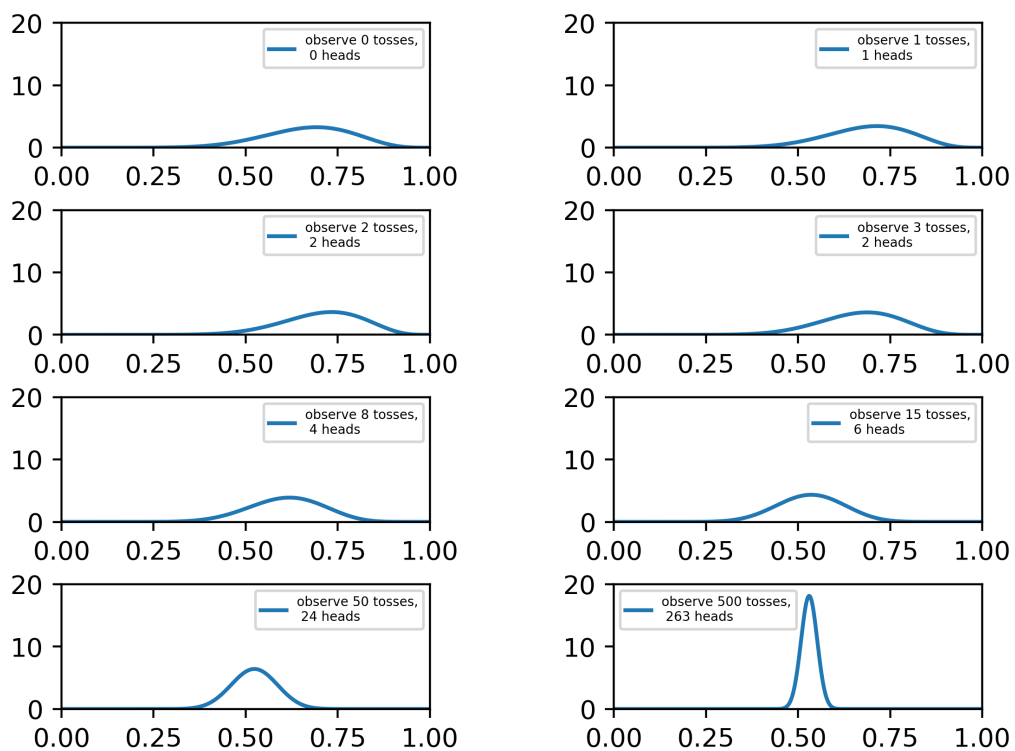 20
10
0
0.00 0.25 0.50 0.75 1.00
observe 0 tosses,
0 heads
20
10
0
0.00 0.25 0.50 0.75 1.00
observe 1 tosses,
1 heads
20
10
0
0.00 0.25 0.50 0.75 1.00
observe 2 tosses,
2 heads
20
10
0
0.00 0.25 0.50 0.75 1.00
observe 3 tosses,
2 heads
20
10
0
0.00 0.25 0.50 0.75 1.00
observe 8 tosses,
4 heads
20
10
0
0.00 0.25 0.50 0.75 1.00
observe 15 tosses,
6 heads
20
10
0
0.00 0.25 0.50 0.75 1.00
observe 50 tosses,
24 heads
20
10
0
0.00 0.25 0.50 0.75 1.00
observe 500 tosses,
263 heads